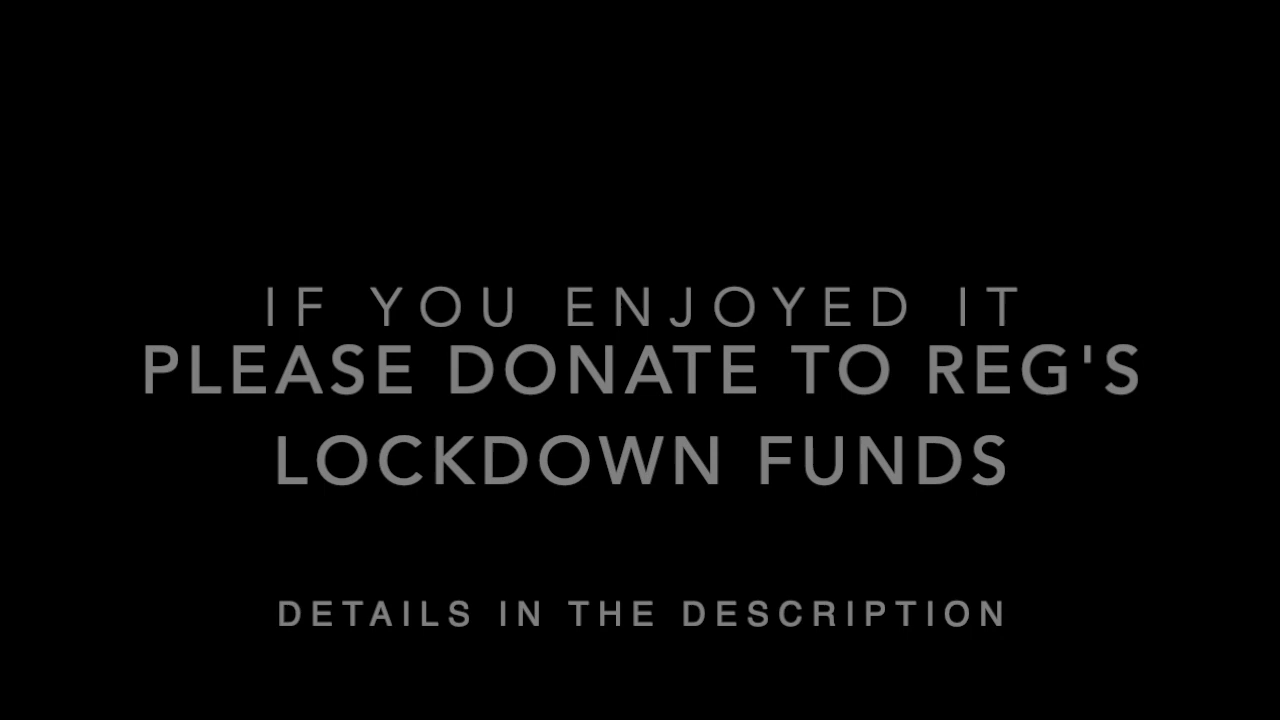 IF YOU ENJOYED IT
PLEASE DONATE TO REG'S
LOCKDOWN FUNDS
DETAILS IN THE DESCRIPTION